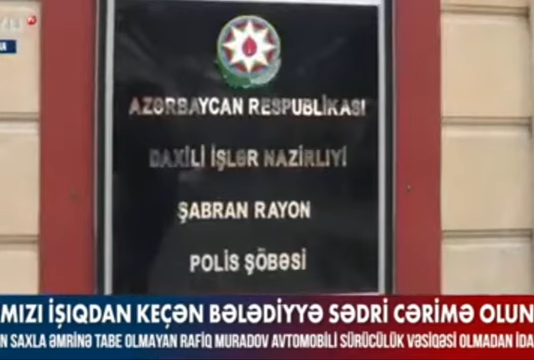 AZƏRBAYCAN RESPUBLİKASI
DAXİLİ İŞLƏR NAZİRLİYİ
ŞABRAN RAYON
POLİS ŞÖBƏSİ
MIZI İŞIQDAN KEÇƏN BƏLƏDİYYƏ SƏDRİ CƏRİMƏ OLUN
N SAXLA ƏMRİNƏ TABE OLMAYAN RAFİQ MURADOV AVTOMOBİLİ SÜRÜCÜLÜK VƏSİQƏSİ OLMADAN İDA